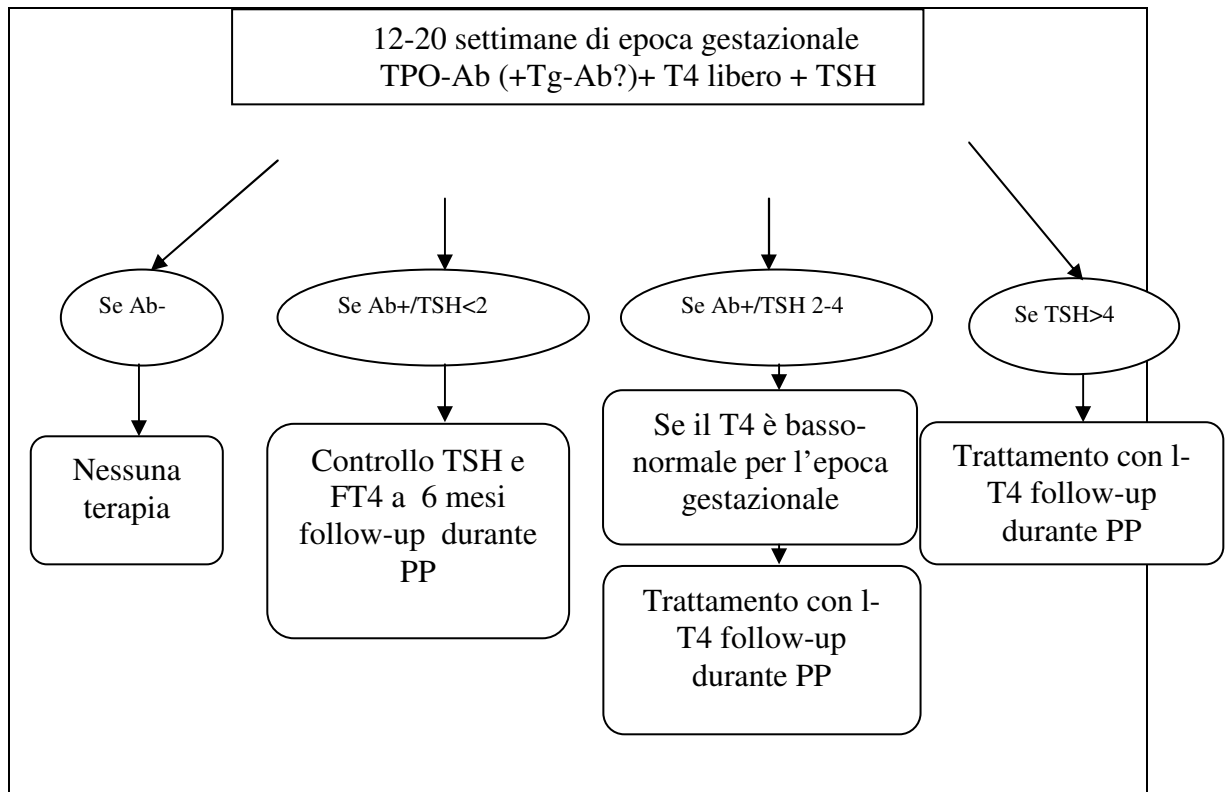 12-20 settimane di epoca gestazionale
TPO-Ab (+Tg-Ab?)+ T4 libero + TSH
Se Ab-
Se Ab+/TSH<2
Se Ab+/TSH 2-4
Se TSH>4
Nessuna
terapia
Controllo TSH e
FT4 a 6 mesi
follow-up durante
PP
Se il T4 è basso-
normale per l'epoca
gestazionale
Trattamento con l-
T4 follow-up
durante PP
Trattamento con l-
T4 follow-up
durante PP